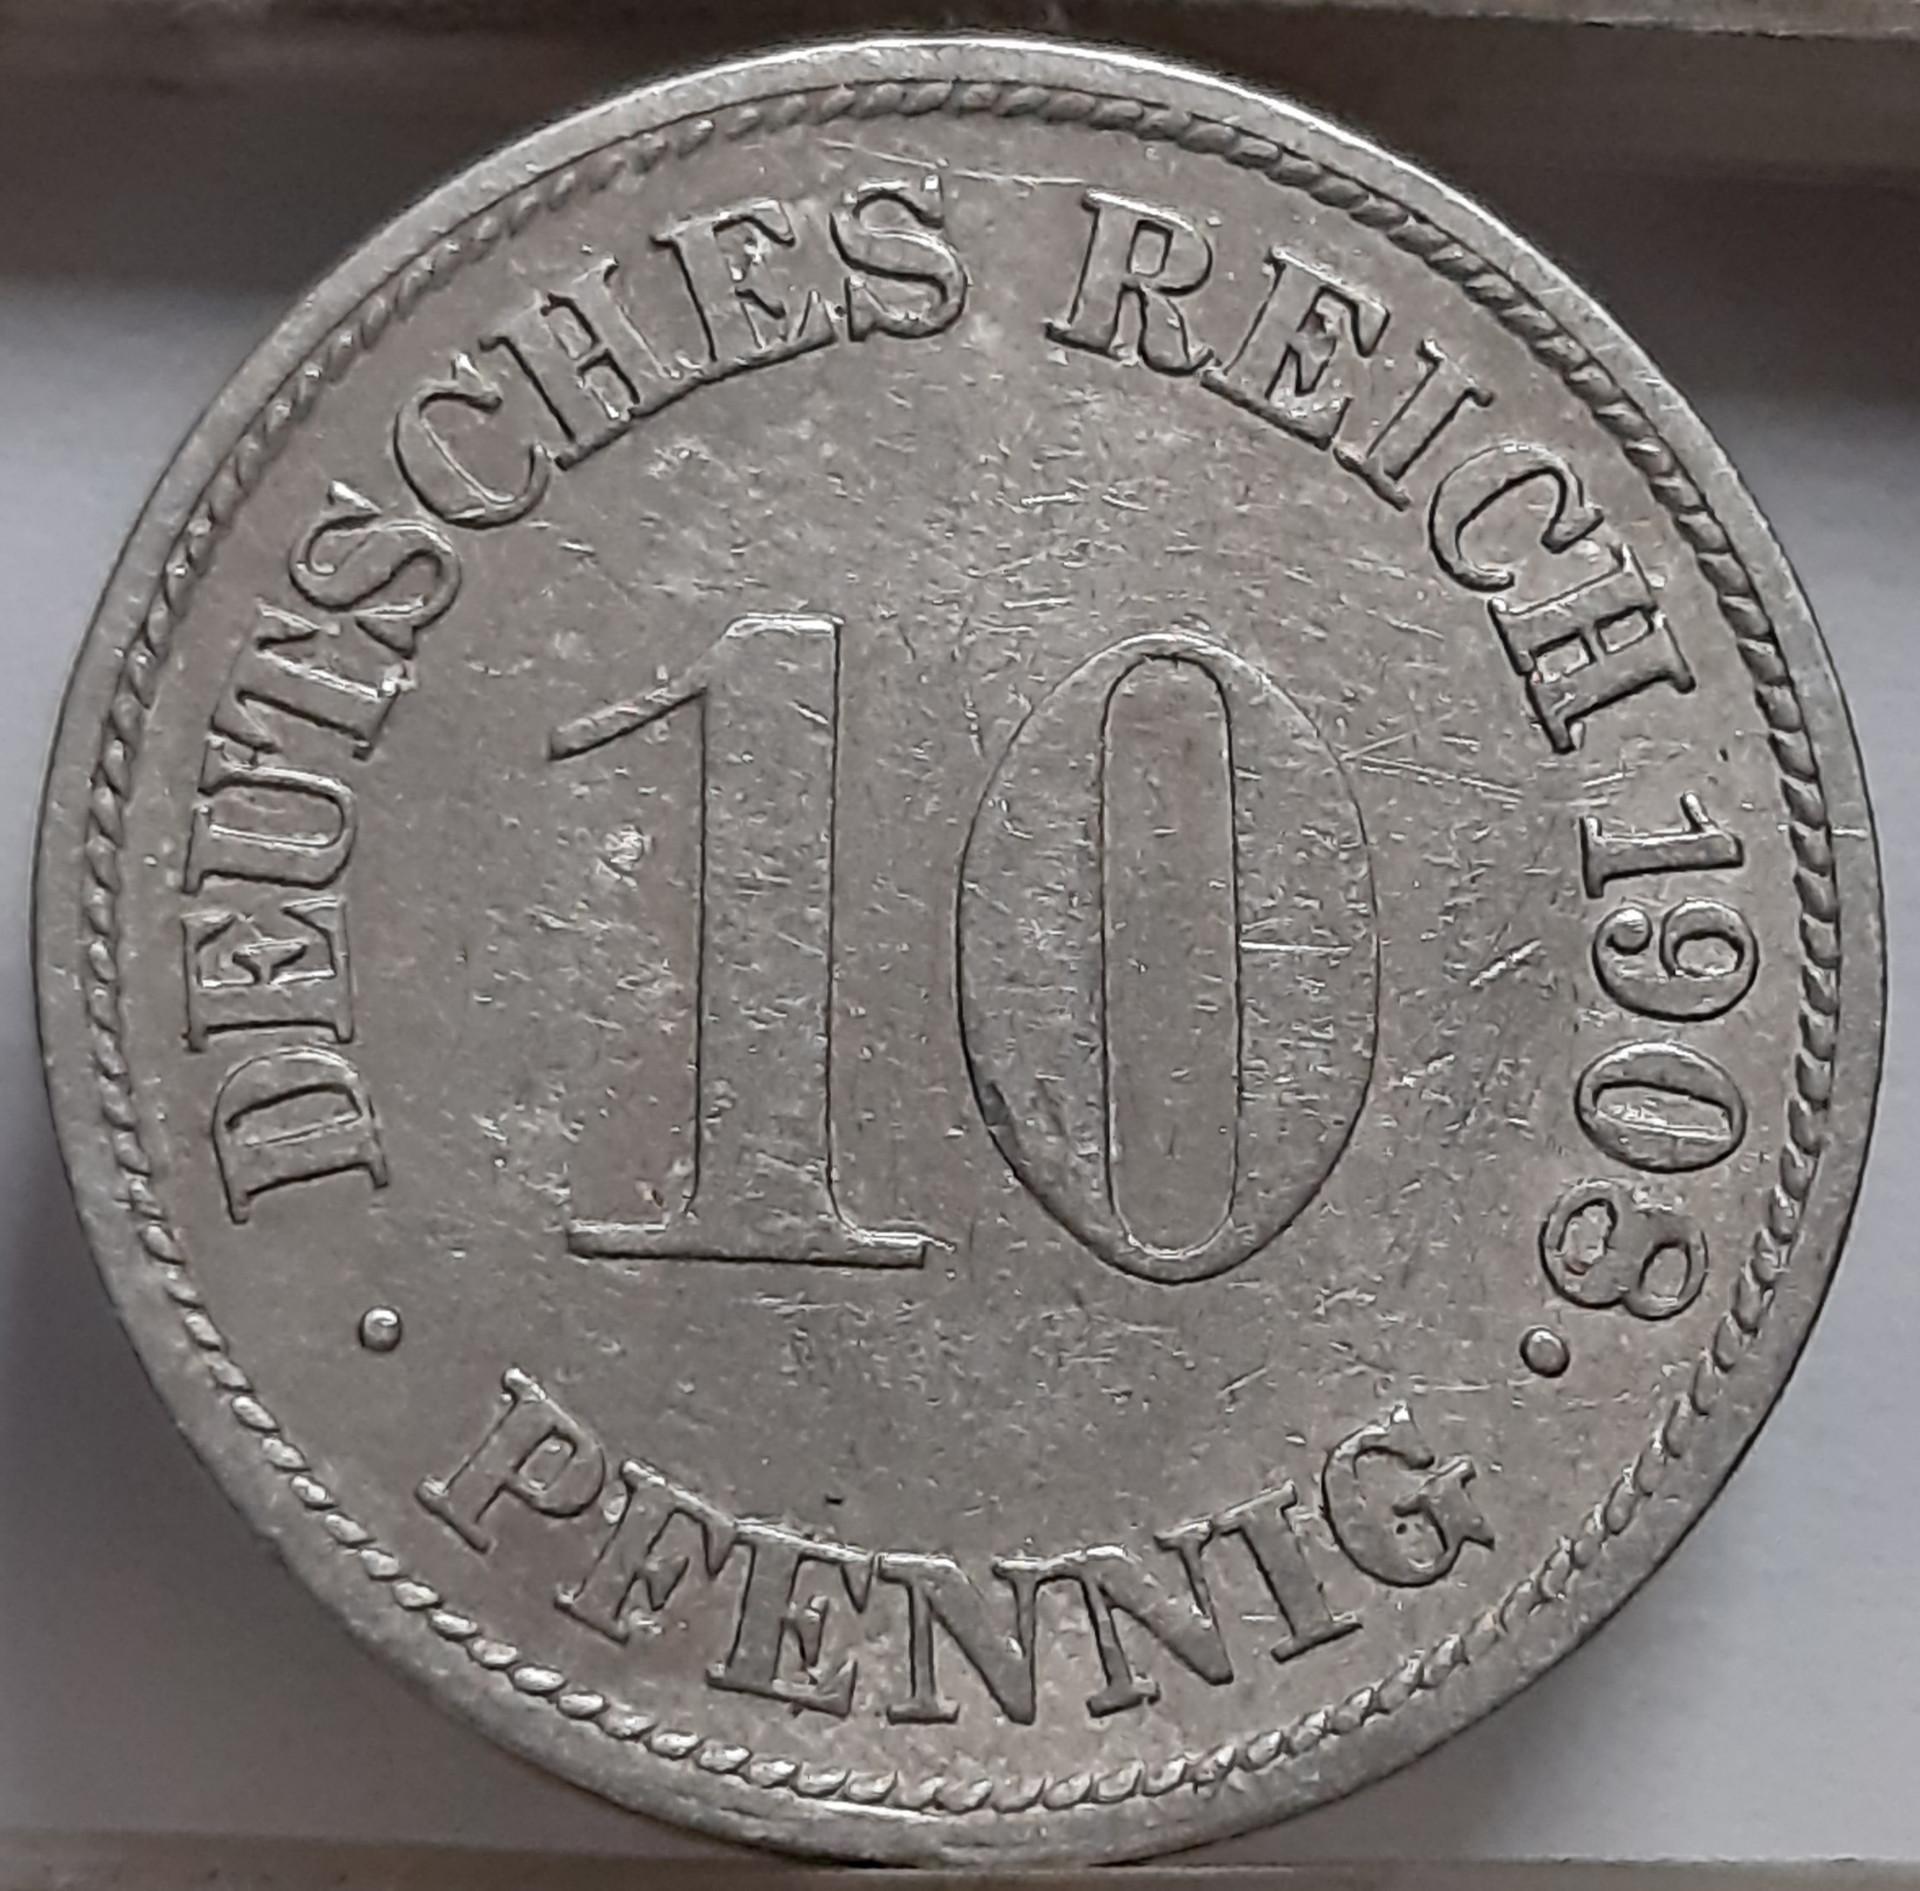 DEUTSCHES REICH 1908.
10
· PFENNIG